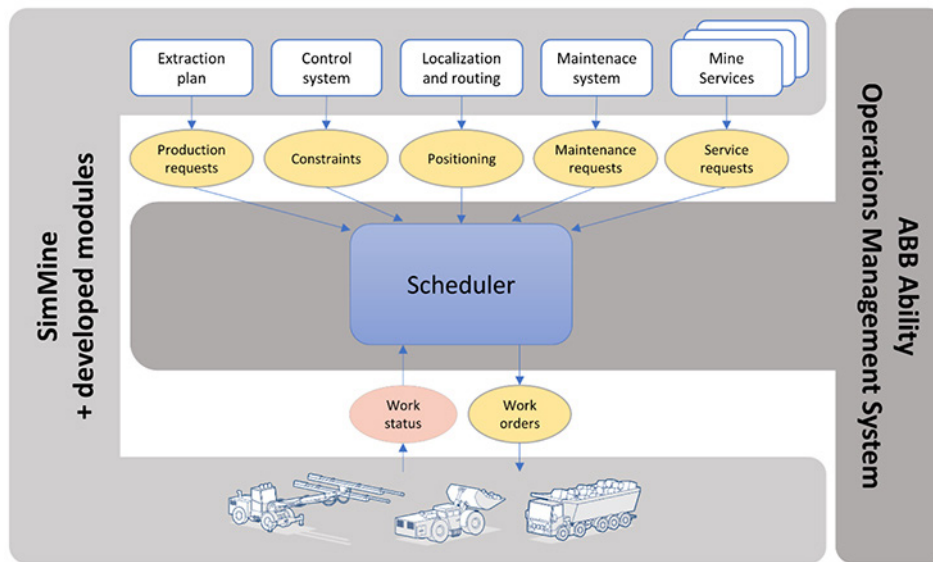 Extraction
plan
Control
system
Localization
and routing
Maintenace
system
Mine
Services
Production
requests
Constraints
Positioning
Maintenance
requests
Service
requests
SimMine
+ developed modules
Scheduler
ABB Ability
Operations Management System
Work
status
Work
orders